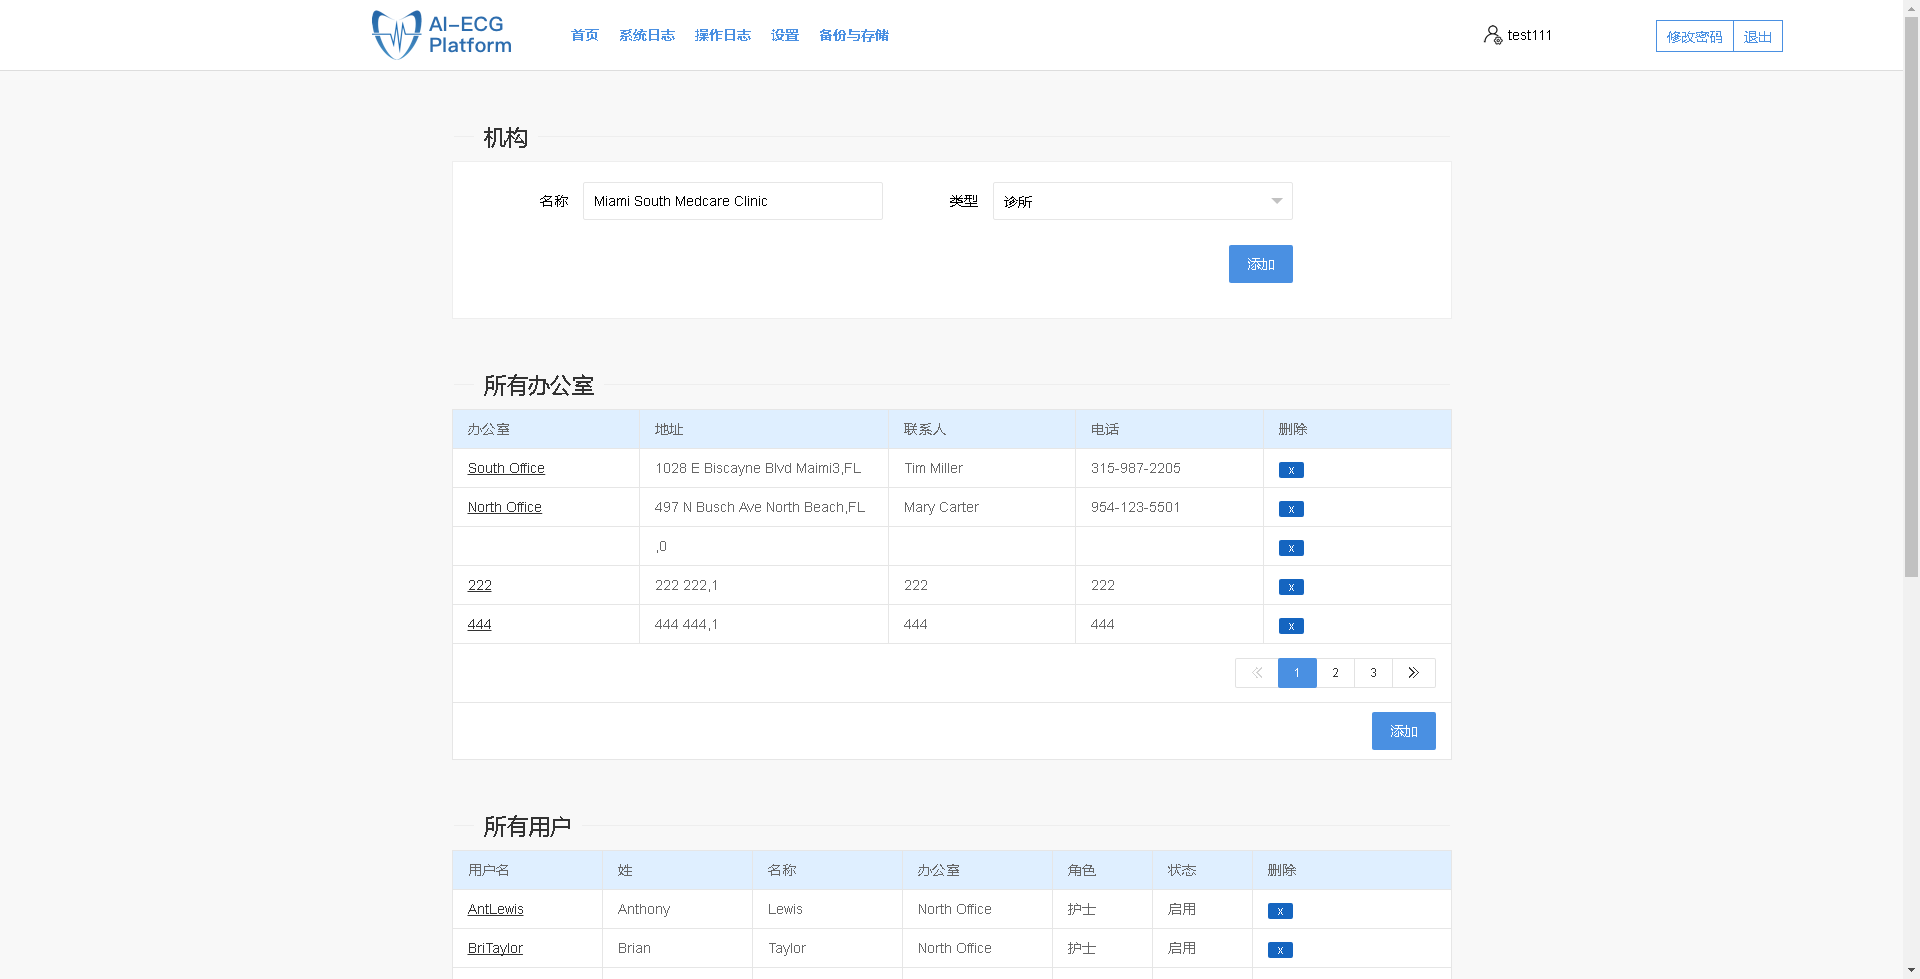 AI-ECG Platform 首页 系统日志 操作日志 设置 备份与存储 test111 修改密码 退出
机构
名称 Miami South Medcare Clinic 类型 诊所
添加
所有办公室
办公室 地址 联系人 电话 删除
South Office 1028 E Biscayne Blvd Maimi3,FL Tim Miller 315-987-2205 x
North Office 497 N Busch Ave North Beach,FL Mary Carter 954-123-5501 x
,0 x
222 222 222,1 222 222 x
444 444 444,1 444 444 x
1 2 3
添加
所有用户
用户名 姓 名称 办公室 角色 状态 删除
AntLewis Anthony Lewis North Office 护士 启用 x
BriTaylor Brian Taylor North Office 护士 启用 x